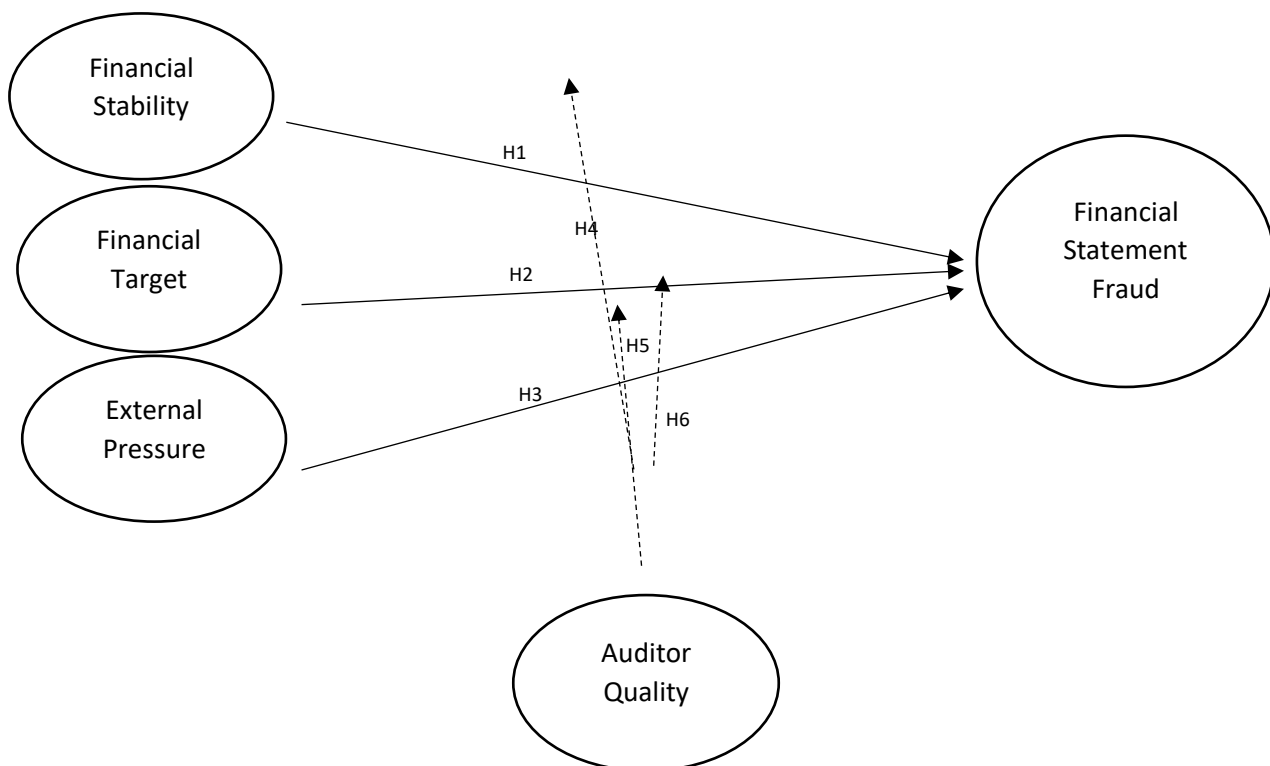 Financial
Stability
H1
Financial
Statement
Fraud
H4
Financial
Target
H2
H5
External
Pressure
H3
H6
Auditor
Quality